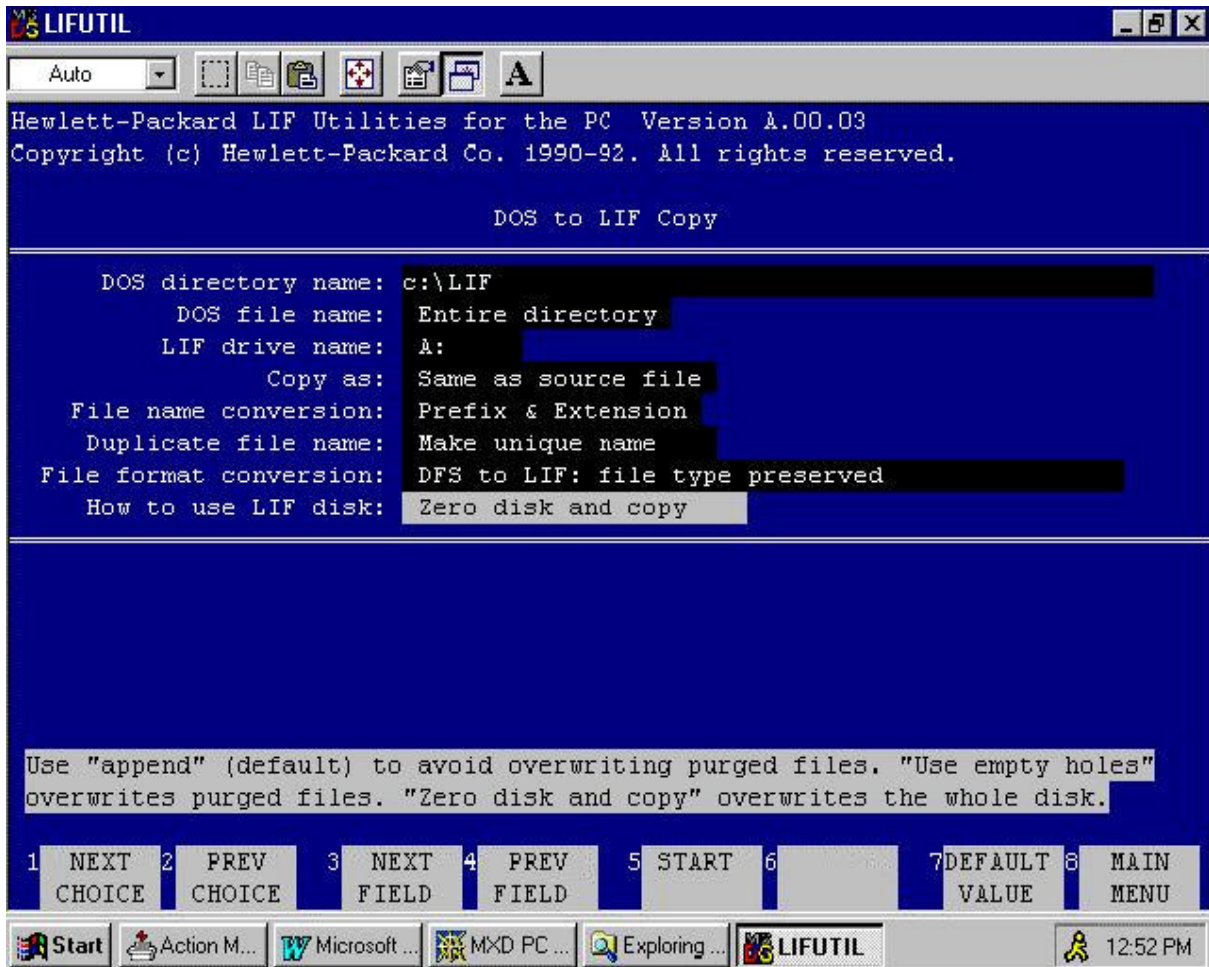 LIFUTIL
Auto
A
Hewlett-Packard LIF Utilities for the PC Version A.00.03
Copyright (c) Hewlett-Packard Co. 1990-92. All rights reserved.
DOS to LIF Copy
DOS directory name: c:\LIF
DOS file name: Entire directory
LIF drive name: A:
Copy as: Same as source file
File name conversion: Prefix & Extension
Duplicate file name: Make unique name
File format conversion: DFS to LIF: file type preserved
How to use LIF disk: Zero disk and copy
Use "append" (default) to avoid overwriting purged files. "Use empty holes"
overwrites purged files. "Zero disk and copy" overwrites the whole disk.
1 NEXT 2 PREV 3 NEXT 4 PREV 5 START 6 7 DEFAULT 8 MAIN
CHOICE CHOICE FIELD FIELD VALUE MENU
Start Action M... Microsoft ... MXD PC ... Exploring ... LIFUTIL 12:52 PM